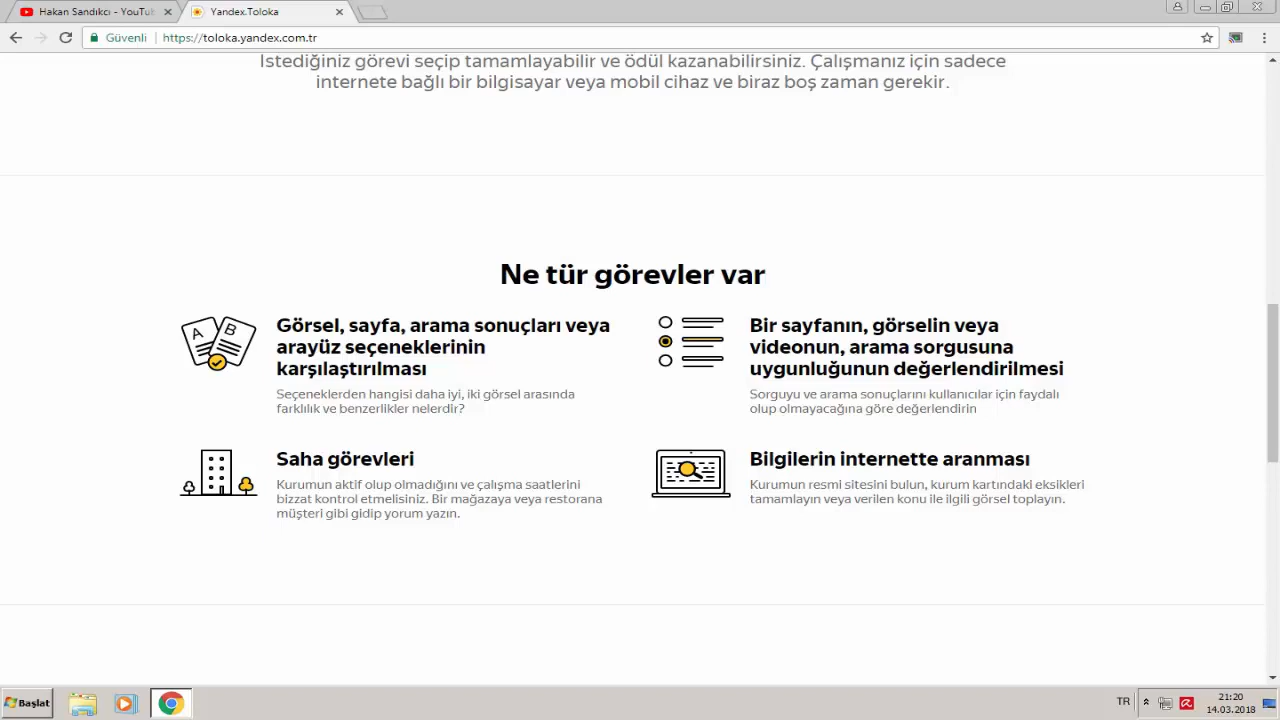 Hakan Sandıkcı - YouTub
Yandex.Toloka
Güvenli
https://toloka.yandex.com.tr
İstediğiniz görevi seçip tamamlayabilir ve ödül kazanabilirsiniz. Çalışmanız için sadece
internete bağlı bir bilgisayar veya mobil cihaz ve biraz boş zaman gerekir.
Ne tür görevler var
A
B
Görsel, sayfa, arama sonuçları veya
arayüz seçeneklerinin
karşılaştırılması
Seçeneklerden hangisi daha iyi, iki görsel arasında
farklılık ve benzerlikler nelerdir?
Bir sayfanın, görselin veya
videonun, arama sorgusuna
uygunluğunun değerlendirilmesi
Sorguyu ve arama sonuçlarını kullanıcılar için faydalı
olup olmayacağına göre değerlendirin
Saha görevleri
Kurumun aktif olup olmadığını ve çalışma saatlerini
bizzat kontrol etmelisiniz. Bir mağazaya veya restorana
müşteri gibi gidip yorum yazın.
Bilgilerin internette aranması
Kurumun resmi sitesini bulun, kurum kartındaki eksikleri
tamamlayın veya verilen konu ile ilgili görsel toplayın.
Başlat
TR
21:20
14.03.2018